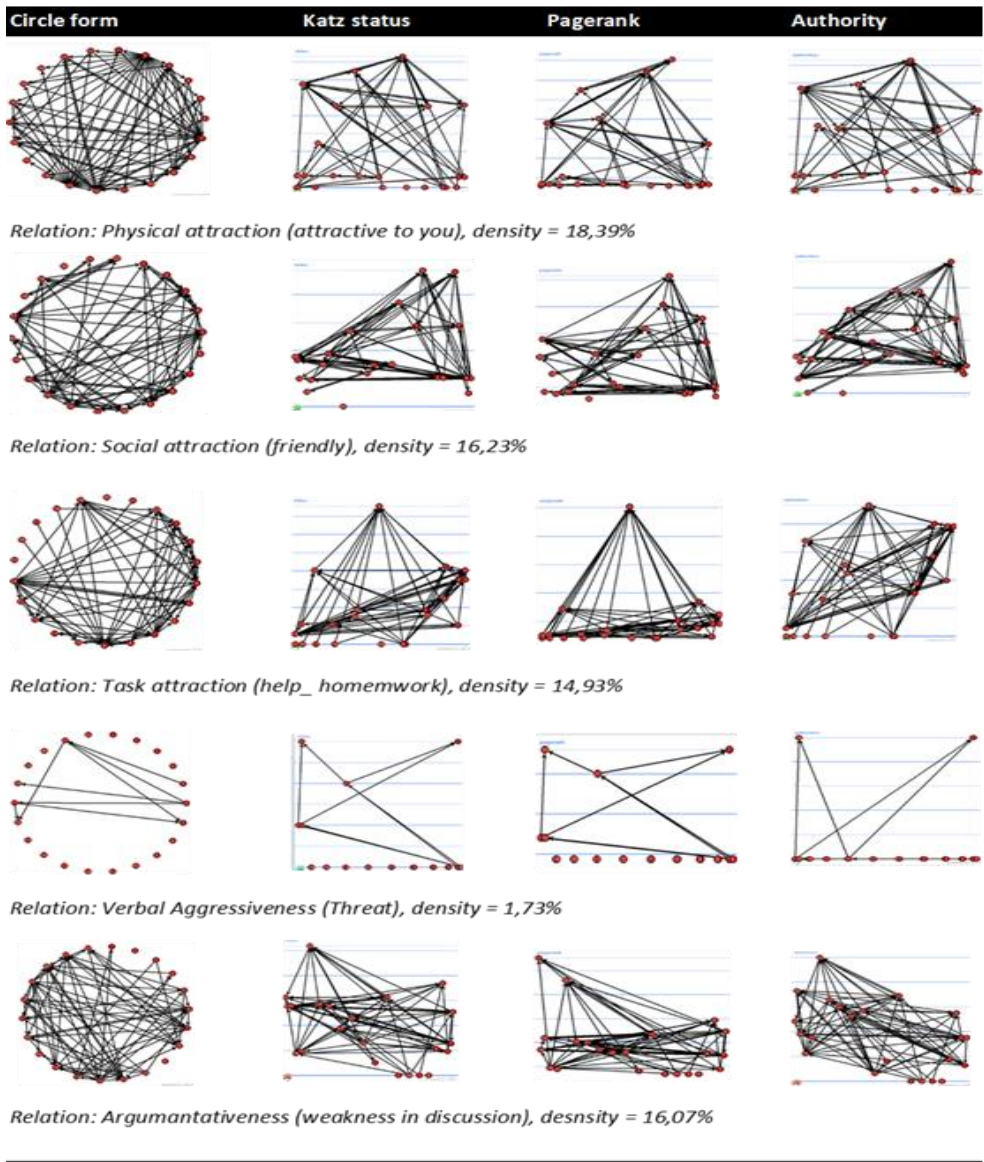 Circle form Katz status Pagerank Authority
Relation: Physical attraction (attractive to you), density = 18,39%
Relation: Social attraction (friendly), density = 16,23%
Relation: Task attraction (help_ homemwork), density = 14,93%
Relation: Verbal Aggressiveness (Threat), density = 1,73%
Relation: Argumantativeness (weakness in discussion), desnsity = 16,07%